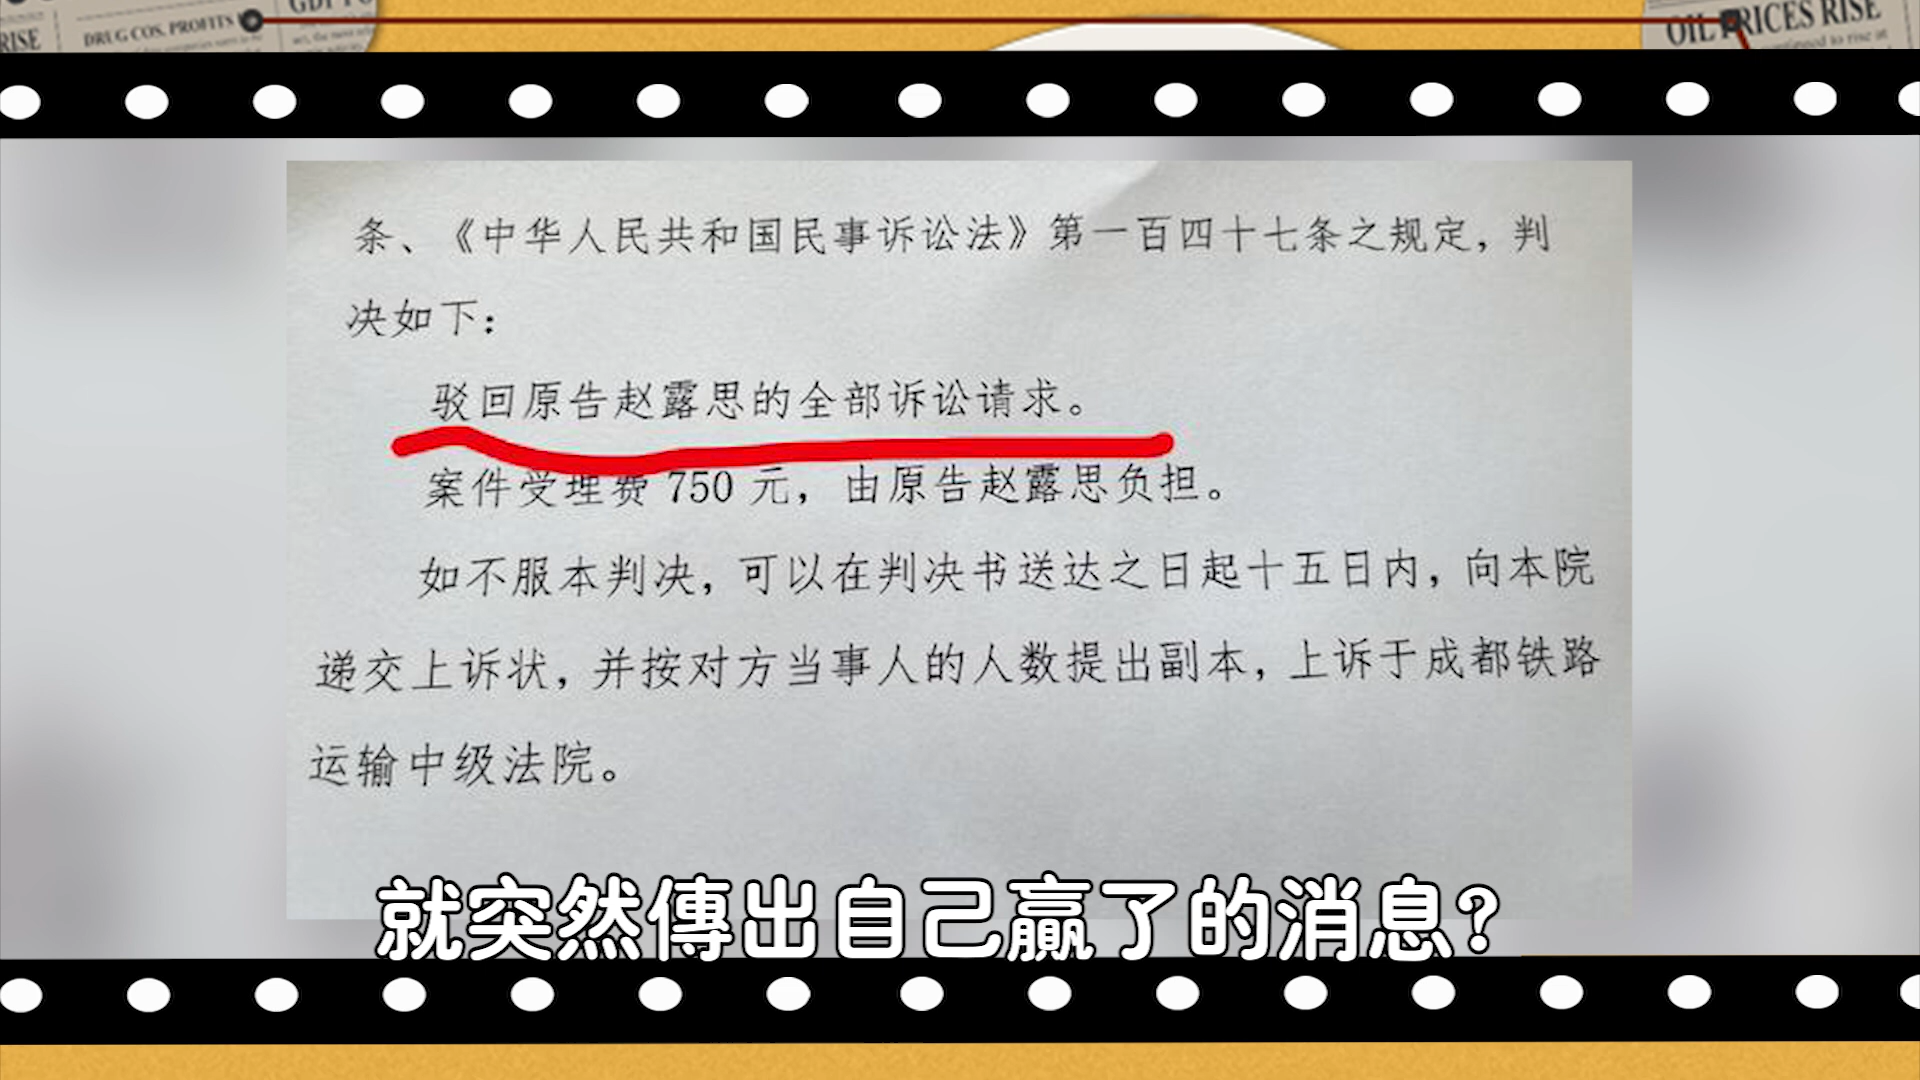 DRUG COS. PROFITS
RISE
OIL PRICES RISE
条、《中华人民共和国民事诉讼法》第一百四十七条之规定，判
决如下：
驳回原告赵露思的全部诉讼请求。
案件受理费 750 元，由原告赵露思负担。
如不服本判决，可以在判决书送达之日起十五日内，向本院
递交上诉状，并按对方当事人的人数提出副本，上诉于成都铁路
运输中级法院。
就突然傳出自己贏了的消息?